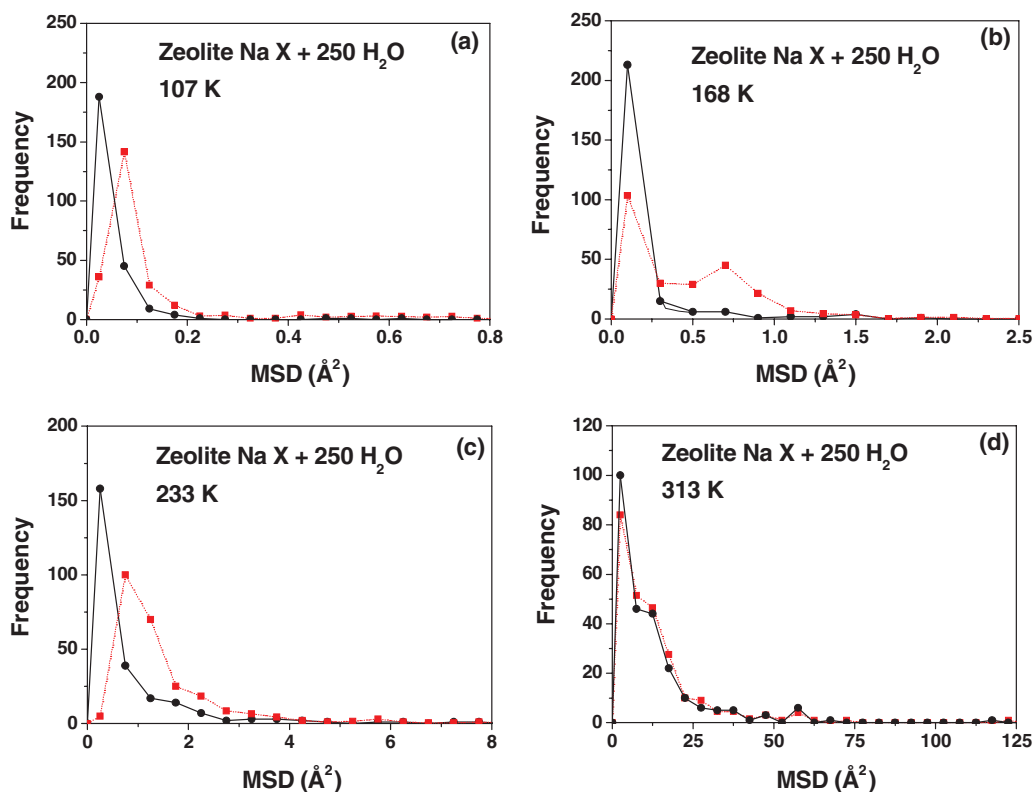 250
200
150
100
50
0
Frequency
Zeolite Na X + 250 H₂O
107 K
(a)
0.0 0.2 0.4 0.6 0.8
MSD (Å²)
250
200
150
100
50
0
Frequency
Zeolite Na X + 250 H₂O
168 K
(b)
0.0 0.5 1.0 1.5 2.0 2.5
MSD (Å²)
200
150
100
50
0
Frequency
Zeolite Na X + 250 H₂O
233 K
(c)
0 2 4 6 8
MSD (Å²)
120
100
80
60
40
20
0
Frequency
Zeolite Na X + 250 H₂O
313 K
(d)
0 25 50 75 100 125
MSD (Å²)